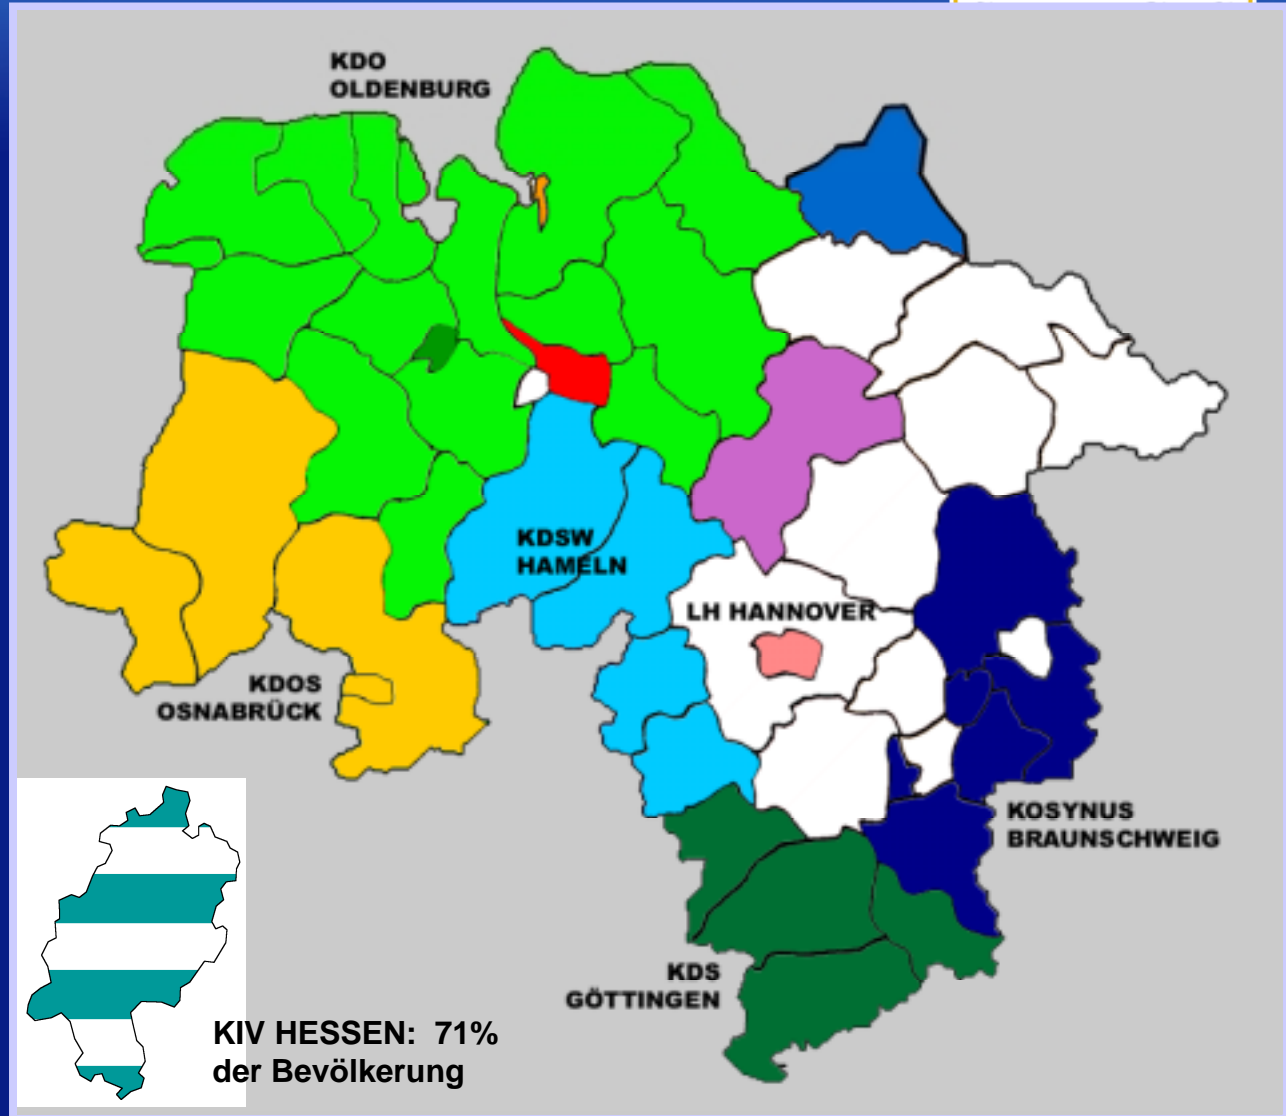 KDO
OLDENBURG
KDSW
HAMELN
LH HANNOVER
KDOS
OSNABRÜCK
KOSYNUS
BRAUNSCHWEIG
KDS
GÖTTINGEN
KIV HESSEN: 71%
der Bevölkerung